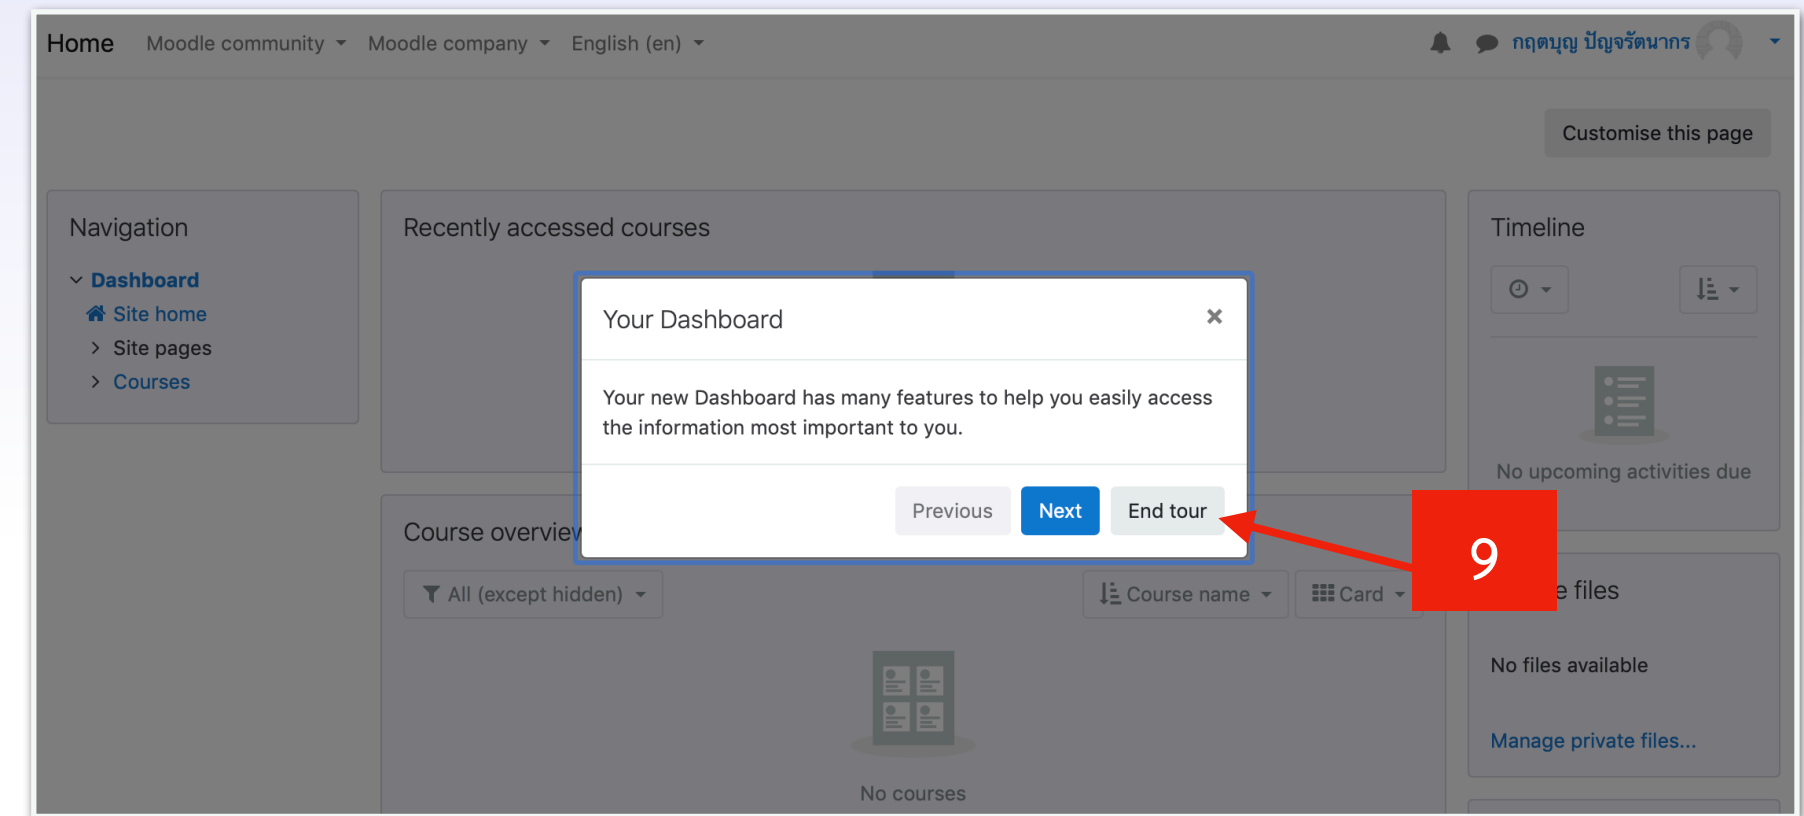 Home Moodle community Moodle company English (en) กฤตบุญ ปัญจรัตนากร
Customise this page
Navigation
Dashboard
Site home
Site pages
Courses
Recently accessed courses
Your Dashboard
Your new Dashboard has many features to help you easily access
the information most important to you.
Previous Next End tour
9
Course overview
All (except hidden) Course name Card
No courses
Timeline
No upcoming activities due
e files
No files available
Manage private files...